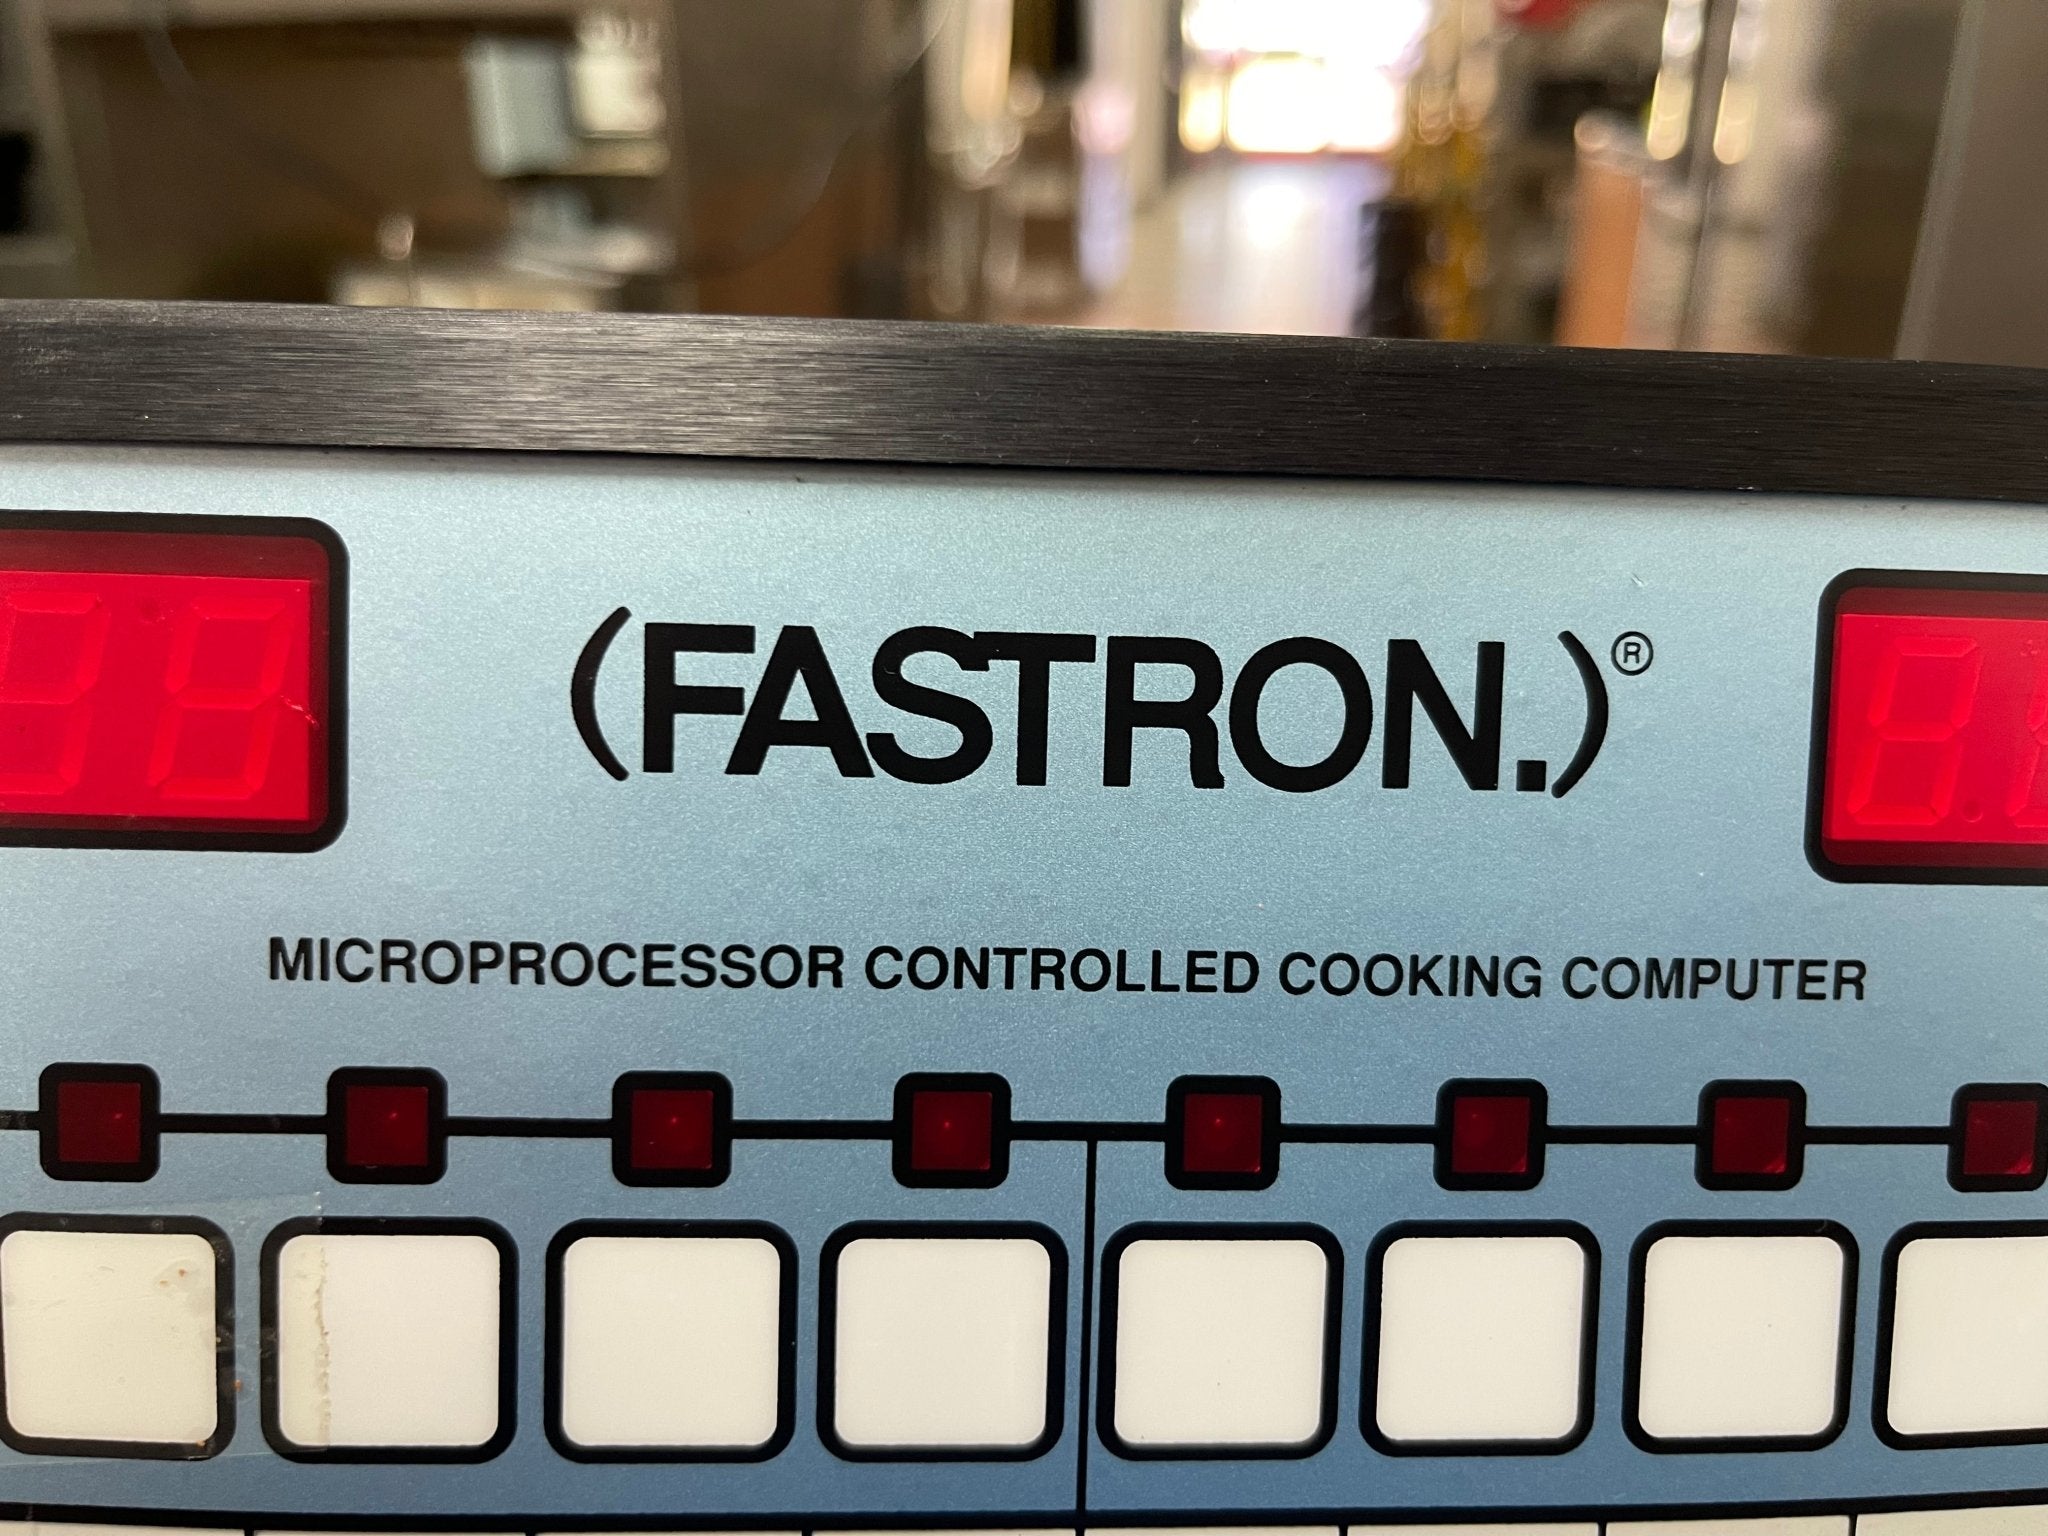 (FASTRON.)®
MICROPROCESSOR CONTROLLED COOKING COMPUTER